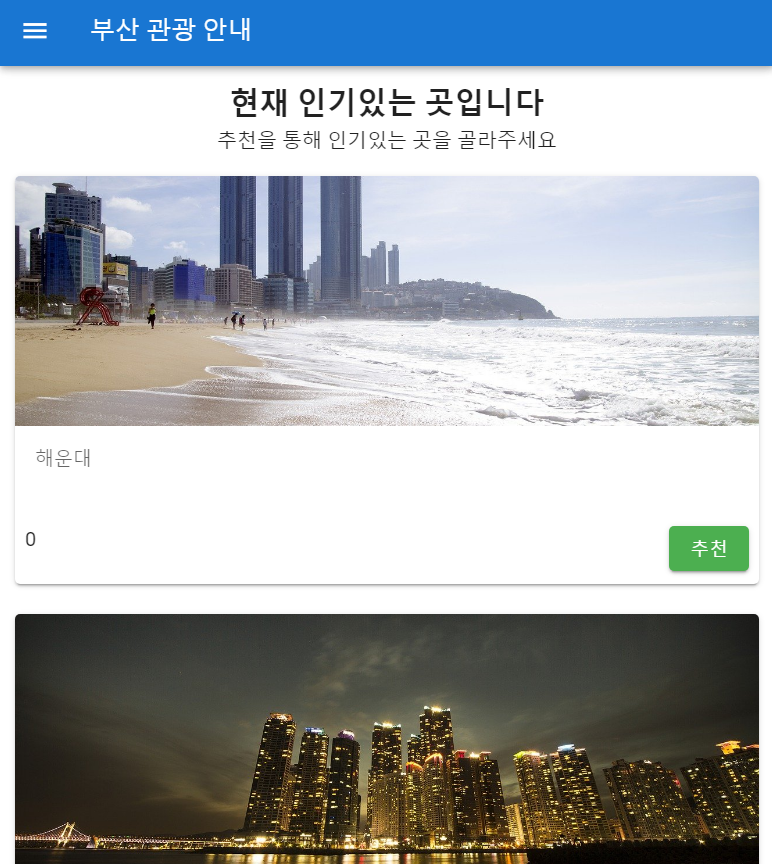 부산 관광 안내
현재 인기있는 곳입니다
추천을 통해 인기있는 곳을 골라주세요
해운대
0
추천